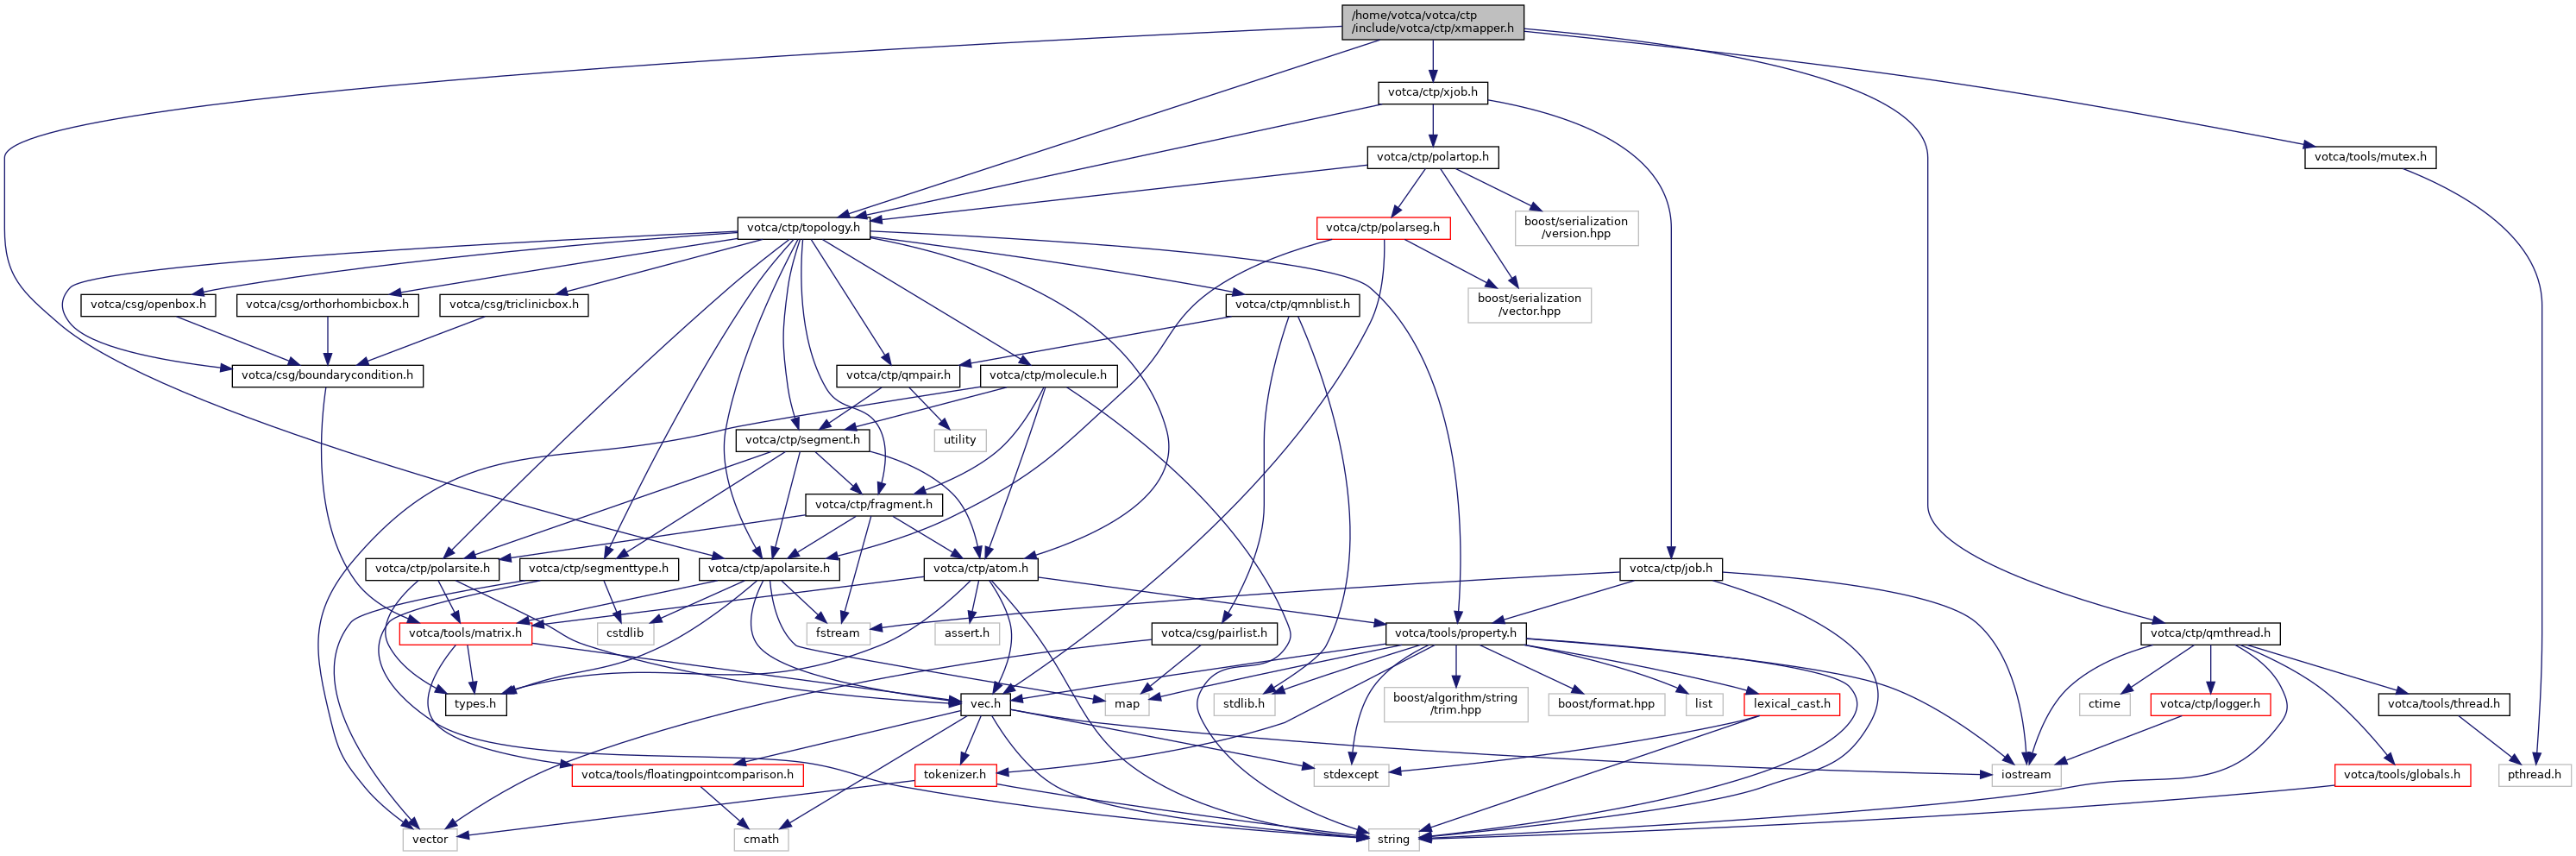 /home/votca/votca/ctp
/include/votca/ctp/xmapper.h
votca/ctp/xjob.h
votca/ctp/polartop.h
votca/tools/mutex.h
votca/ctp/topology.h
votca/ctp/polarseg.h
boost/serialization
/version.hpp
votca/csg/openbox.h
votca/csg/orthorhombicbox.h
votca/csg/triclinicbox.h
votca/ctp/qmnblist.h
boost/serialization
/vector.hpp
votca/csg/boundarycondition.h
votca/ctp/qmpair.h
votca/ctp/molecule.h
votca/ctp/segment.h
utility
votca/ctp/fragment.h
votca/ctp/polarsite.h
votca/ctp/segmenttype.h
votca/ctp/apolarsite.h
votca/ctp/atom.h
votca/ctp/job.h
votca/tools/matrix.h
cstdlib
fstream
assert.h
votca/csg/pairlist.h
votca/tools/property.h
votca/ctp/qmthread.h
types.h
vec.h
map
stdlib.h
boost/algorithm/string
/trim.hpp
boost/format.hpp
list
lexical_cast.h
ctime
votca/ctp/logger.h
votca/tools/thread.h
votca/tools/floatingpointcomparison.h
tokenizer.h
stdexcept
iostream
votca/tools/globals.h
pthread.h
vector
cmath
string